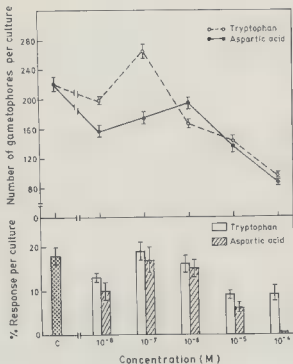 Number of gametophores per culture
280
240
200
160
120
80
0
Tryptophan
Aspartic acid
% Response per culture
20
10
0
Tryptophan
Aspartic acid
C
10⁻⁸
10⁻⁷
10⁻⁶
10⁻⁵
10⁻⁴
Concentration (M)